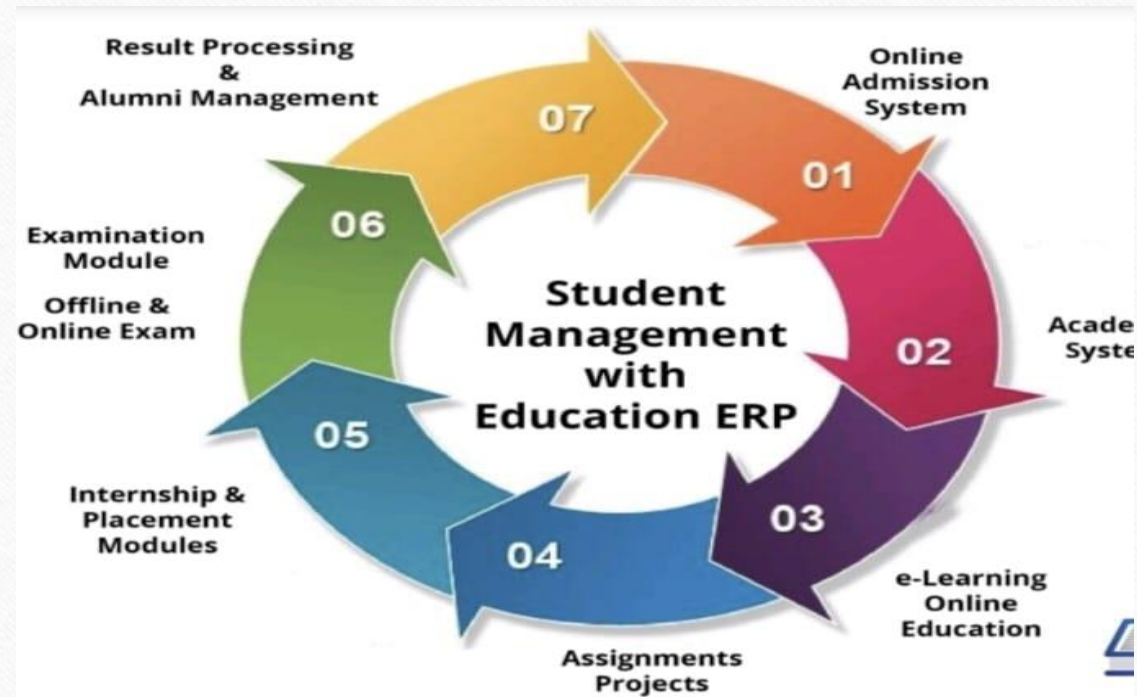 Result Processing
&
Alumni Management
07
Online
Admission
System
01
06
Examination
Module
Offline &
Online Exam
Student
Management
with
Education ERP
02
05
Internship &
Placement
Modules
04
03
e-Learning
Online
Education
Assignments
Projects